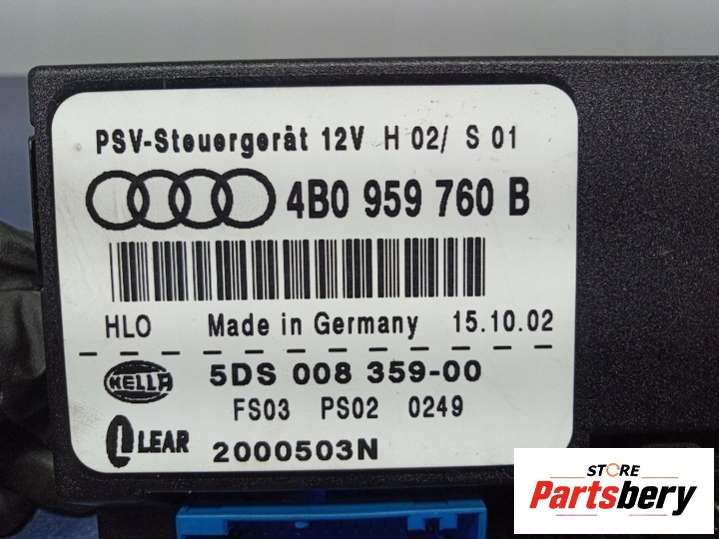 PSV-Steuergerät 12V H 02/ S 01
4B0 959 760 B
HLO Made in Germany 15.10.02
HELLA 5DS 008 359-00
FS03 PS02 0249
LEAR 2000503N
STORE
Partsbery